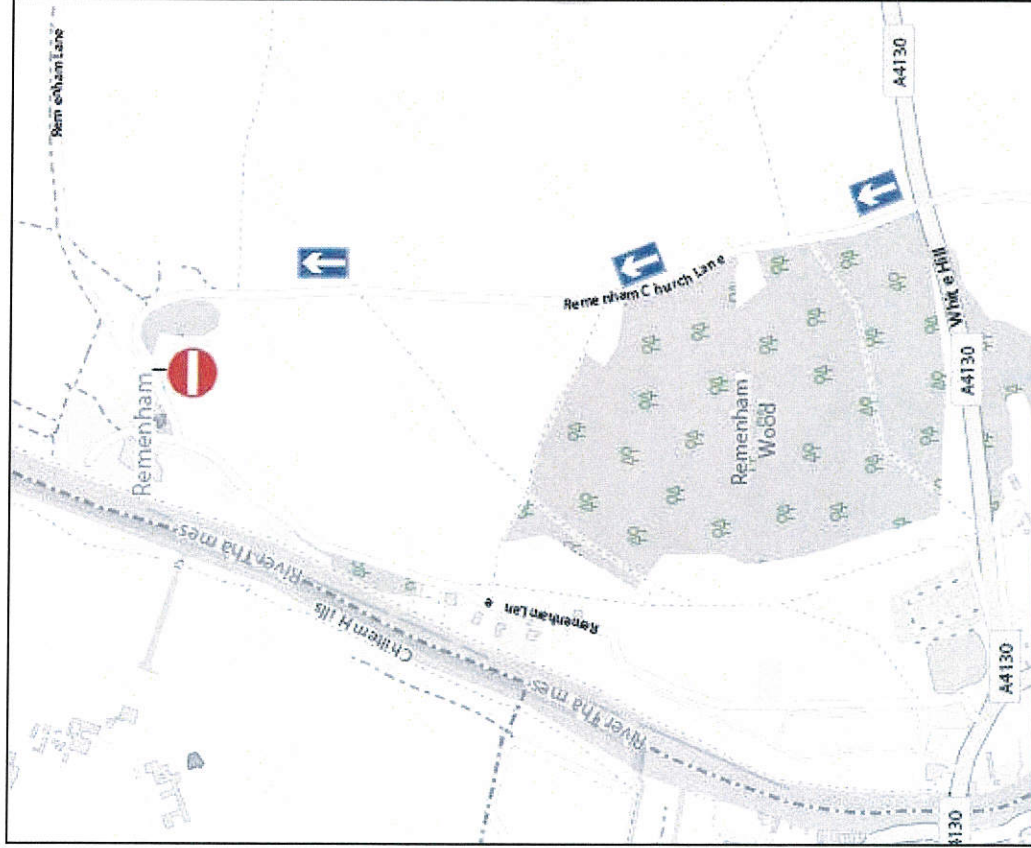 Remenham Lane
A4130
Remenham
River Thames
Remenham Church Lane
Chiltern Hills
Remenham Lane
Remenham
Wood
White Hill
A4130
River Thames
A4130
4130